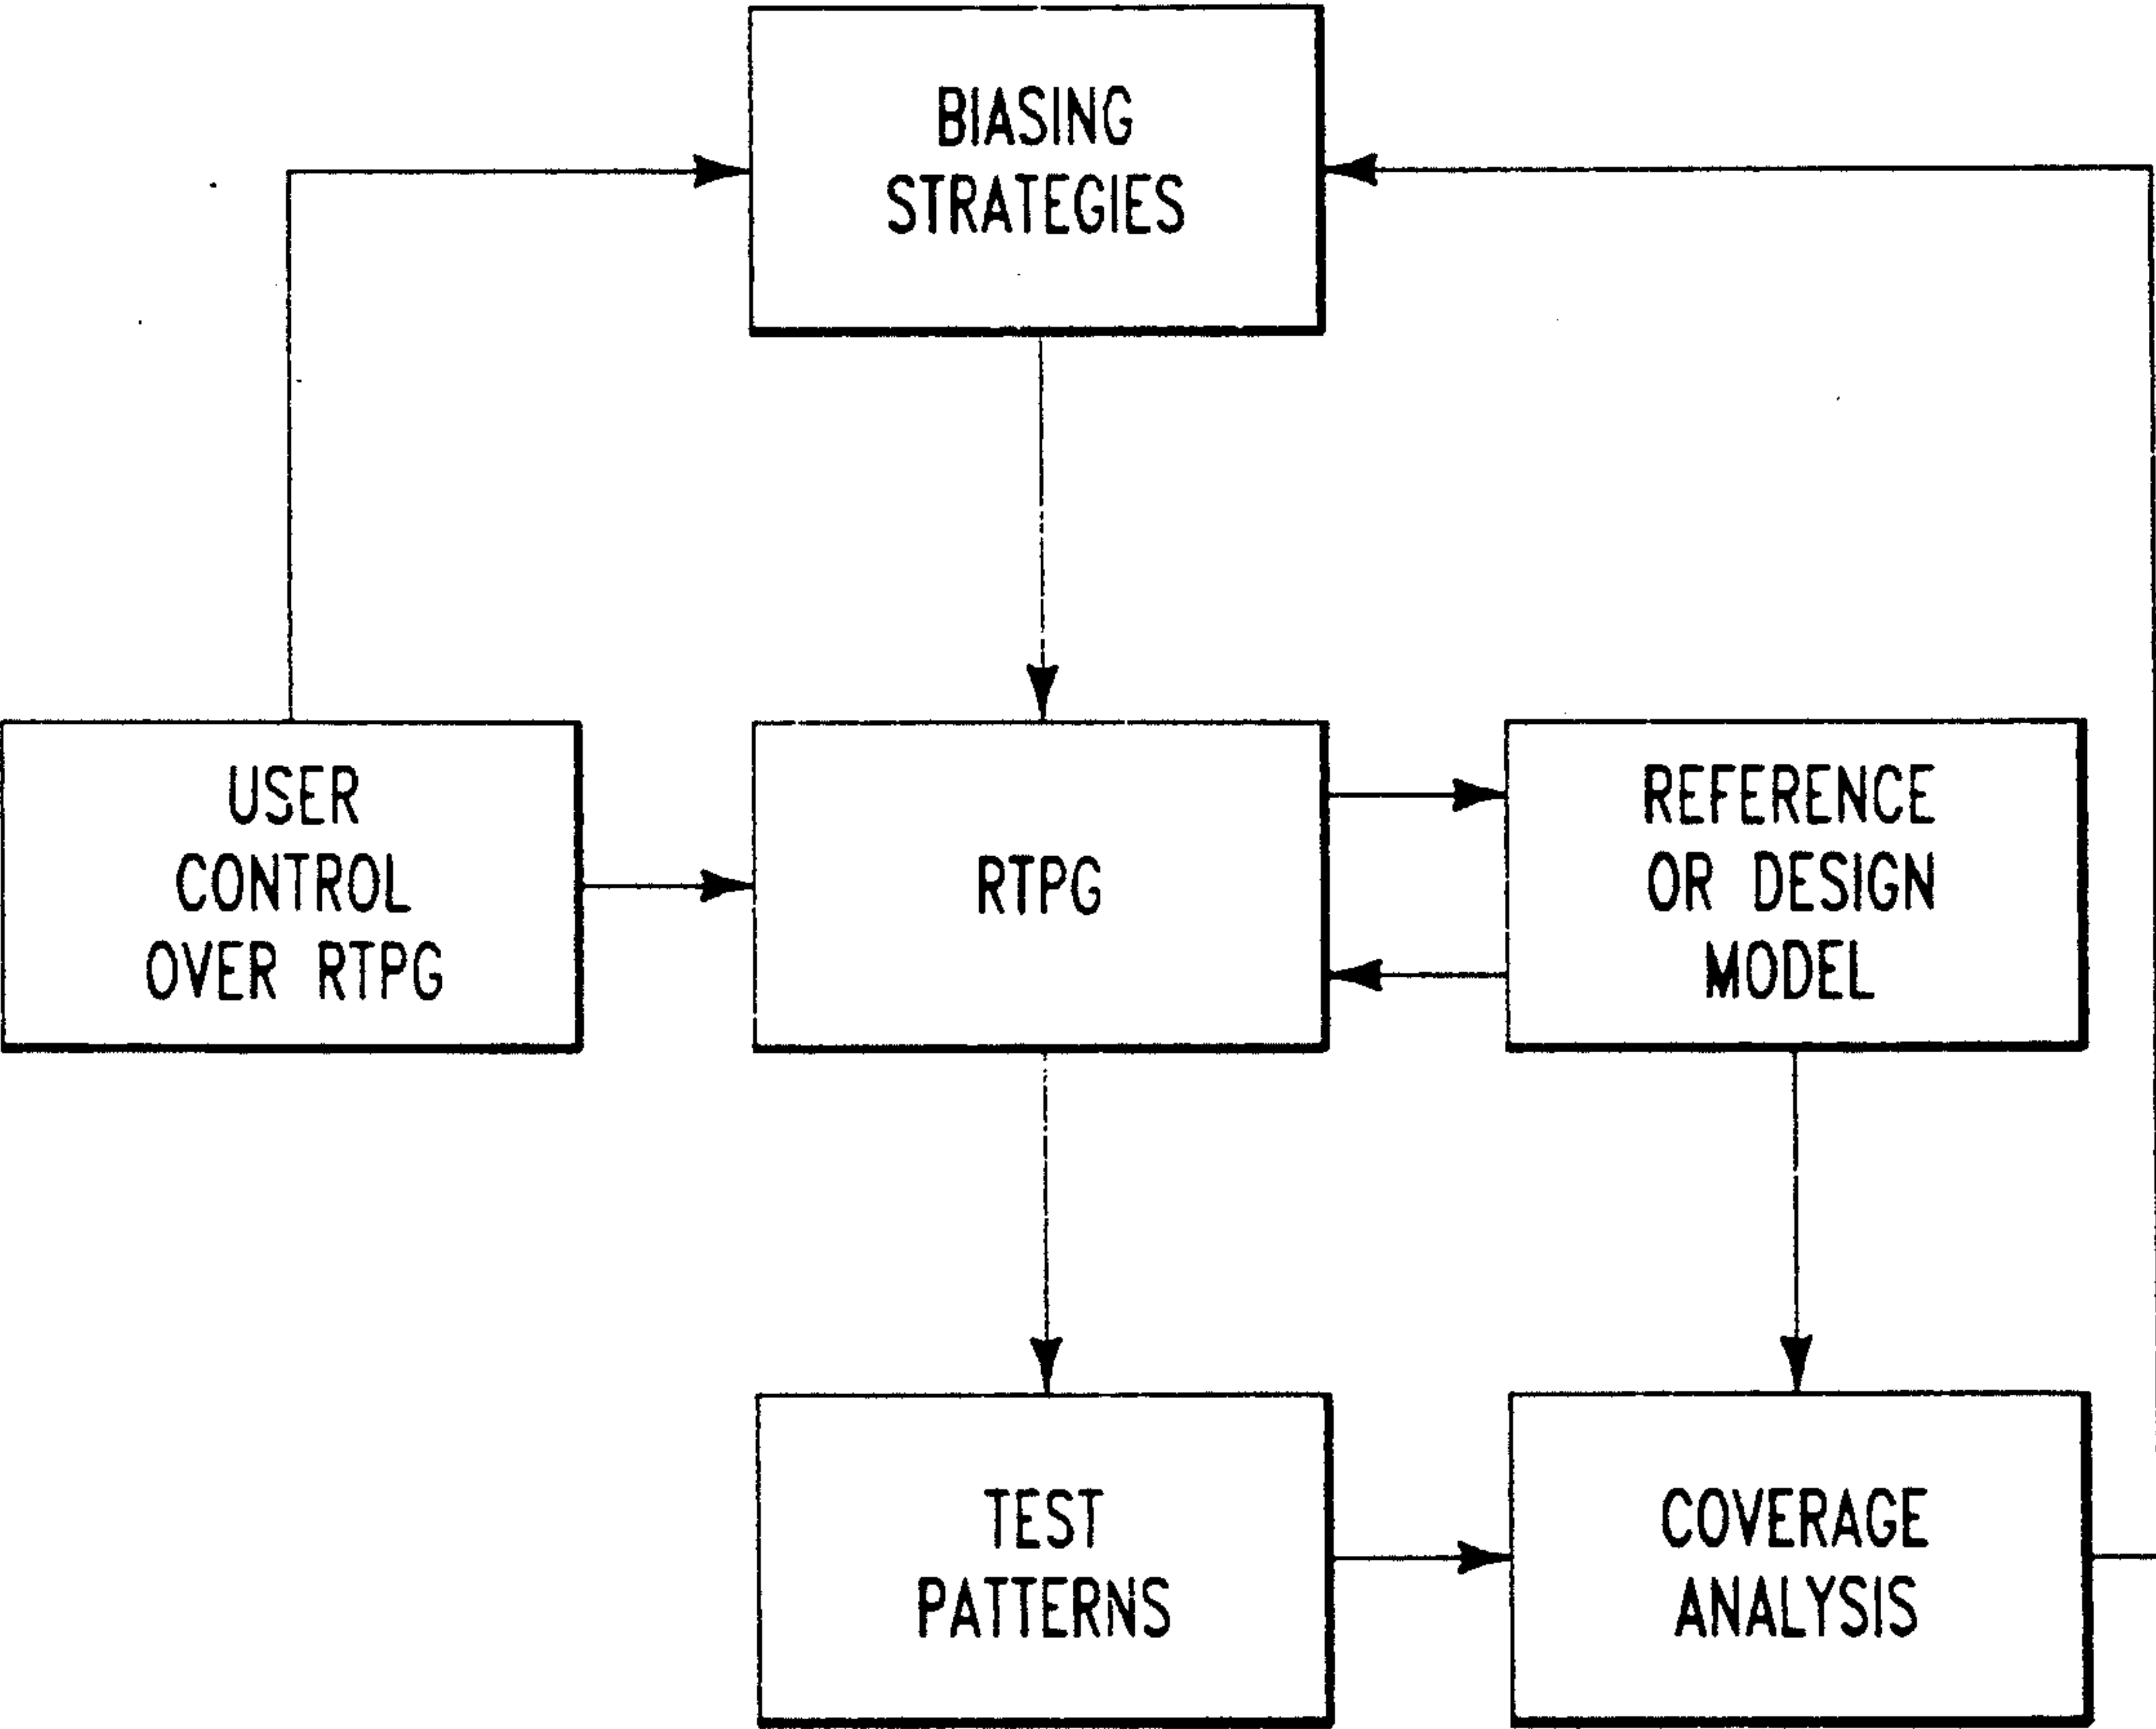 BIASING
STRATEGIES
USER
CONTROL
OVER RTPG
RTPG
REFERENCE
OR DESIGN
MODEL
TEST
PATTERNS
COVERAGE
ANALYSIS